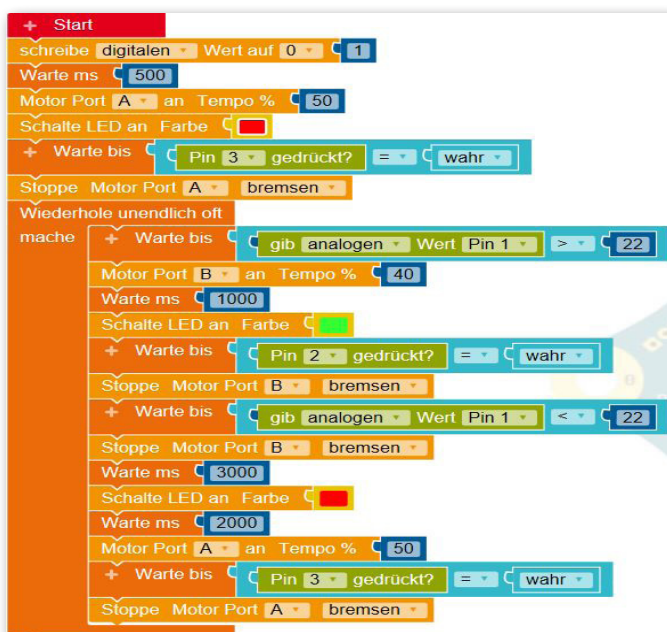 + Start
schreibe digitalen Wert auf 0 1
Warte ms 500
Motor Port A an Tempo % 50
Schalte LED an Farbe
+ Warte bis Pin 3 gedrückt? = wahr
Stoppe Motor Port A bremsen
Wiederhole unendlich oft
mache + Warte bis gib analogen Wert Pin 1 > 22
Motor Port B an Tempo % 40
Warte ms 1000
Schalte LED an Farbe
+ Warte bis Pin 2 gedrückt? = wahr
Stoppe Motor Port B bremsen
+ Warte bis gib analogen Wert Pin 1 < 22
Stoppe Motor Port B bremsen
Warte ms 3000
Schalte LED an Farbe
Warte ms 2000
Motor Port A an Tempo % 50
+ Warte bis Pin 3 gedrückt? = wahr
Stoppe Motor Port A bremsen